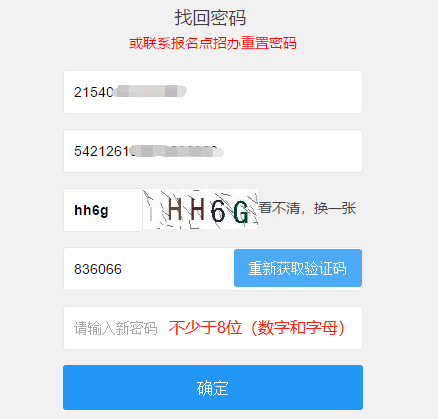 找回密码
或联系报名点招办重置密码
21540
5421261
hh6g HH6G 看不清，换一张
836066 重新获取验证码
请输入新密码 不少于8位（数字和字母）
确定